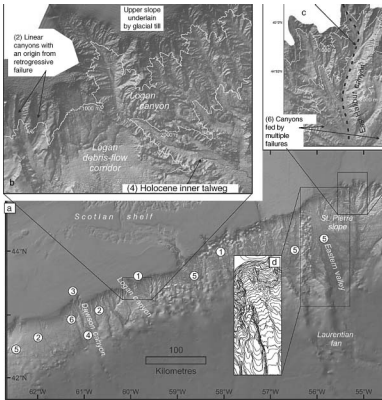 Upper slope
underlain
by glacial till
(2) Linear
canyons with
an origin from
retrogressive
failure
Logan
canyon
Logan
debris-flow
corridor
(4) Holocene inner talweg
b
c
(6) Canyons
fed by
multiple
failures
a
Scotian shelf
44°N
42°N
St-Pierre
slope
Eastern valley
Laurentian
fan
Logan canyon
Dawson canyon
d
1
1
5
5
5
3
2
6
2
4
5
100
Kilometres
62°W
61°W
60°W
59°W
58°W
57°W
56°W
55°W